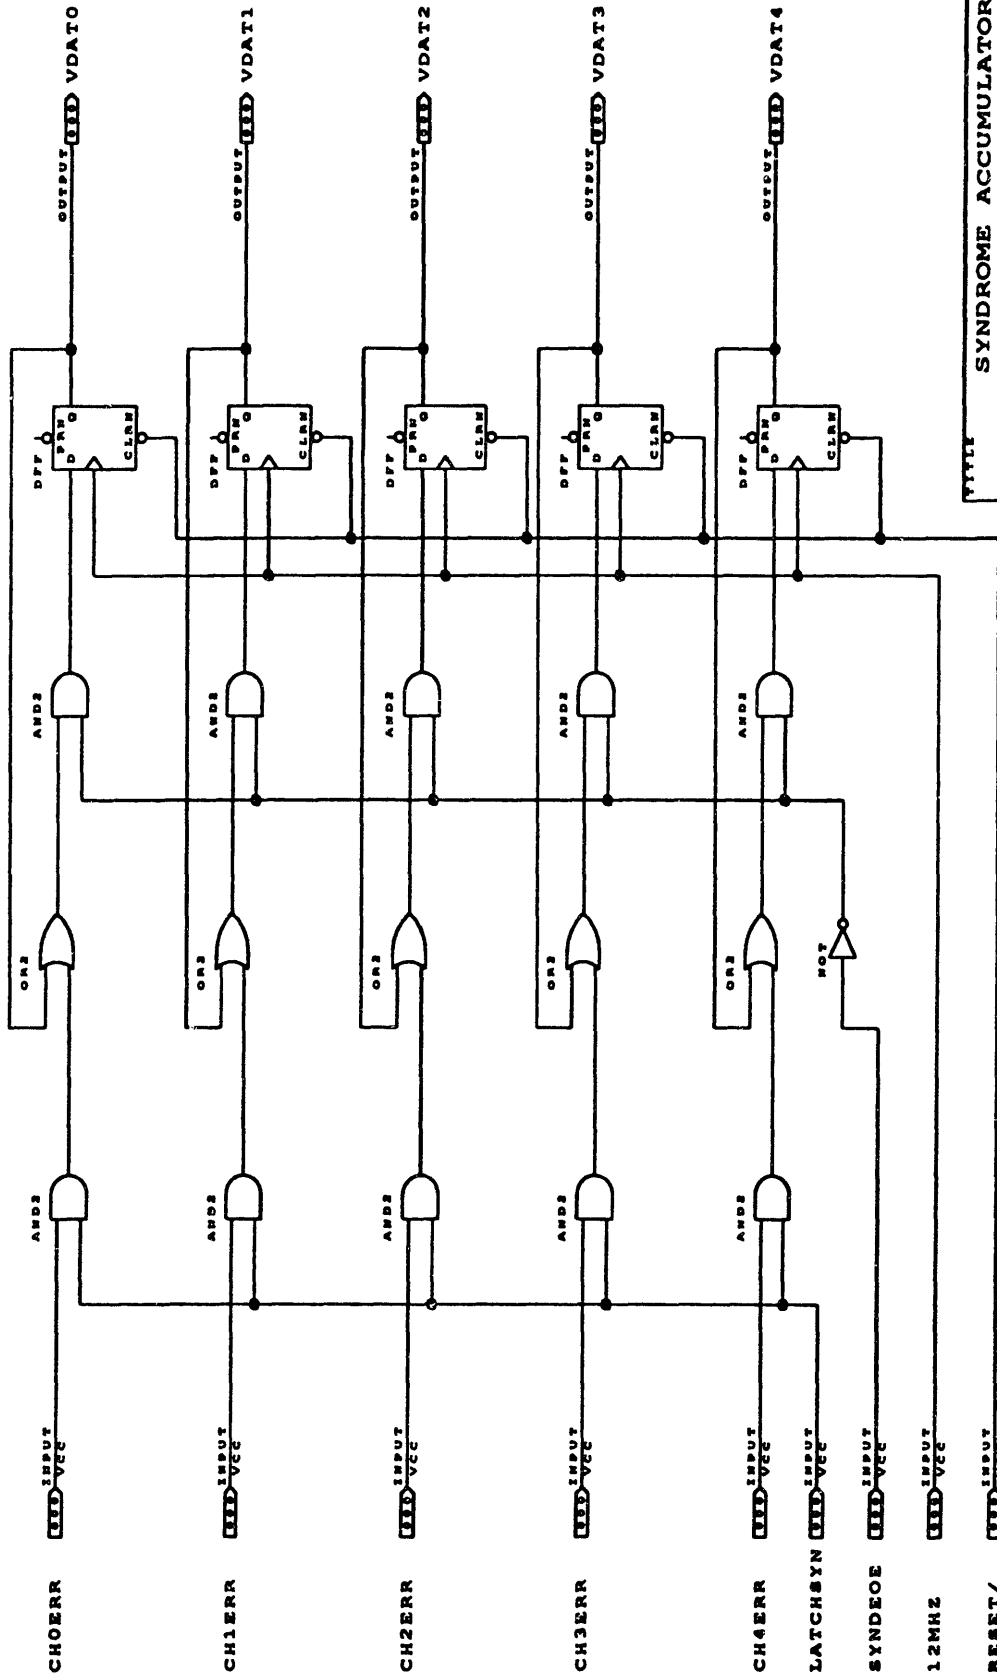 CH0ERR
INPUT
VCC
AND2
OR2
AND2
DFF
PRN
D Q
CLRN
OUTPUT
VDAT0
CH1ERR
INPUT
VCC
AND2
OR2
AND2
DFF
PRN
D Q
CLRN
OUTPUT
VDAT1
CH2ERR
INPUT
VCC
AND2
OR2
AND2
DFF
PRN
D Q
CLRN
OUTPUT
VDAT2
CH3ERR
INPUT
VCC
AND2
OR2
AND2
DFF
PRN
D Q
CLRN
OUTPUT
VDAT3
CH4ERR
INPUT
VCC
AND2
OR2
AND2
DFF
PRN
D Q
CLRN
OUTPUT
VDAT4
LATCHSYN
INPUT
VCC
SYNDEOE
INPUT
VCC
NOT
12MHZ
INPUT
VCC
RESET/
INPUT
TITLE
SYNDROME ACCUMULATOR